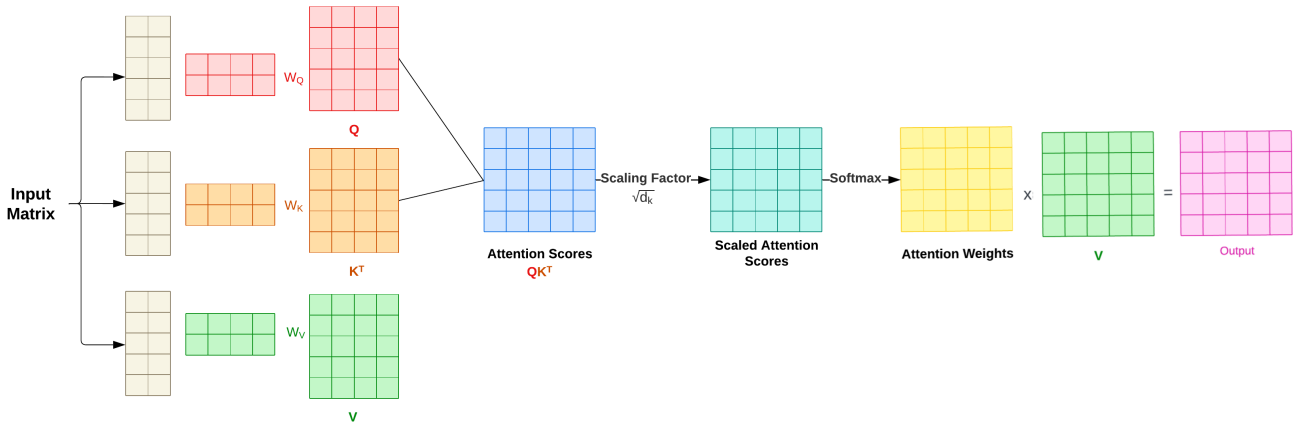 Input
Matrix
W_Q
Q
W_K
K^T
W_V
V
Attention Scores
QK^T
Scaling Factor
√d_k
Scaled Attention
Scores
Softmax
Attention Weights
x
V
=
Output